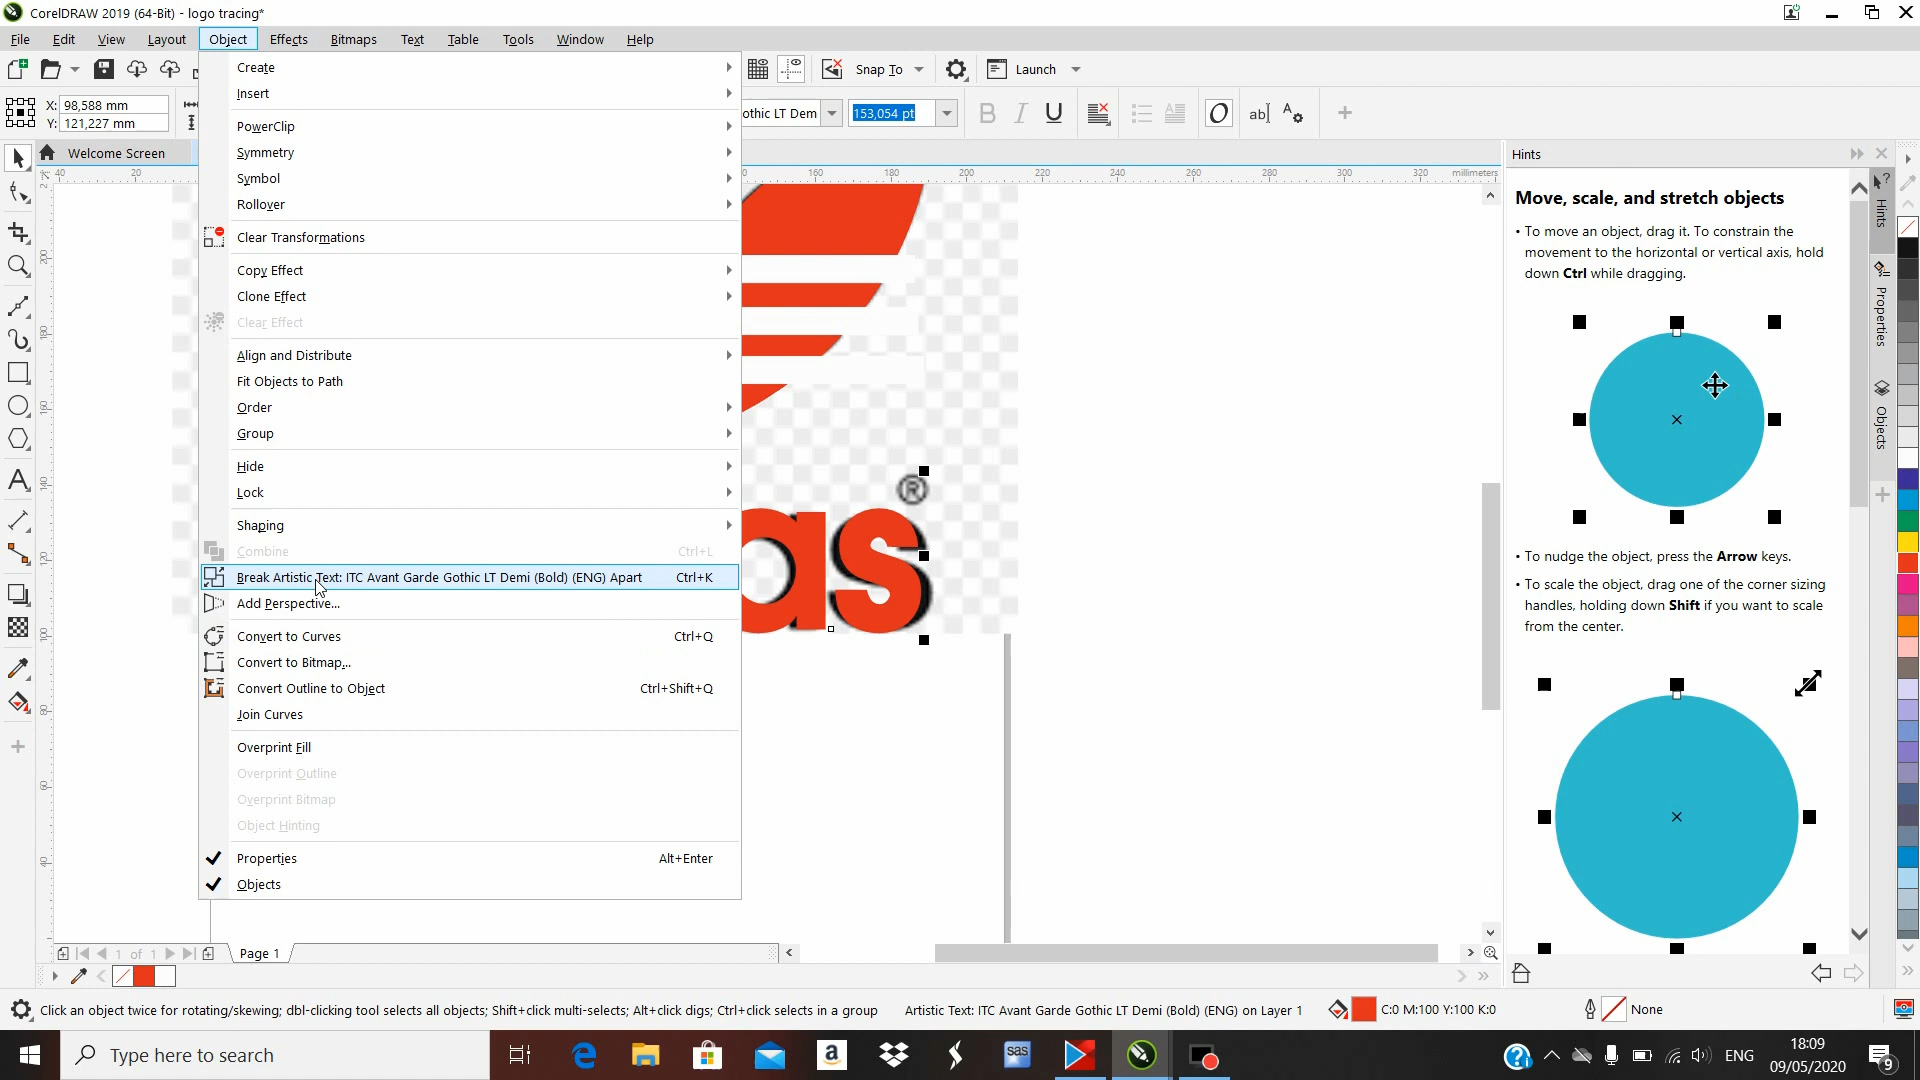 CorelDRAW 2019 (64-Bit) - logo tracing*
File Edit View Layout Object Effects Bitmaps Text Table Tools Window Help
Snap To Launch
X: 98,588 mm
Y: 121,227 mm
othic LT Dem 153,054 pt
Welcome Screen
40 20 160 180 200 220 240 260 280 300 320 millimeters
Create
Insert
PowerClip
Symmetry
Symbol
Rollover
Clear Transformations
Copy Effect
Clone Effect
Clear Effect
Align and Distribute
Fit Objects to Path
Order
Group
Hide
Lock
Shaping
Combine Ctrl+L
Break Artistic Text: ITC Avant Garde Gothic LT Demi (Bold) (ENG) Apart Ctrl+K
Add Perspective...
Convert to Curves Ctrl+Q
Convert to Bitmap...
Convert Outline to Object Ctrl+Shift+Q
Join Curves
Overprint Fill
Overprint Outline
Overprint Bitmap
Object Hinting
Properties Alt+Enter
Objects
®
as
Hints
Move, scale, and stretch objects
• To move an object, drag it. To constrain the
movement to the horizontal or vertical axis, hold
down Ctrl while dragging.
• To nudge the object, press the Arrow keys.
• To scale the object, drag one of the corner sizing
handles, holding down Shift if you want to scale
from the center.
Hints
Properties
Objects
1 of 1 Page 1
Click an object twice for rotating/skewing; dbl-clicking tool selects all objects; Shift+click multi-selects; Alt+click digs; Ctrl+click selects in a group
Artistic Text: ITC Avant Garde Gothic LT Demi (Bold) (ENG) on Layer 1
C:0 M:100 Y:100 K:0
None
Type here to search
sas
ENG
18:09
09/05/2020
9